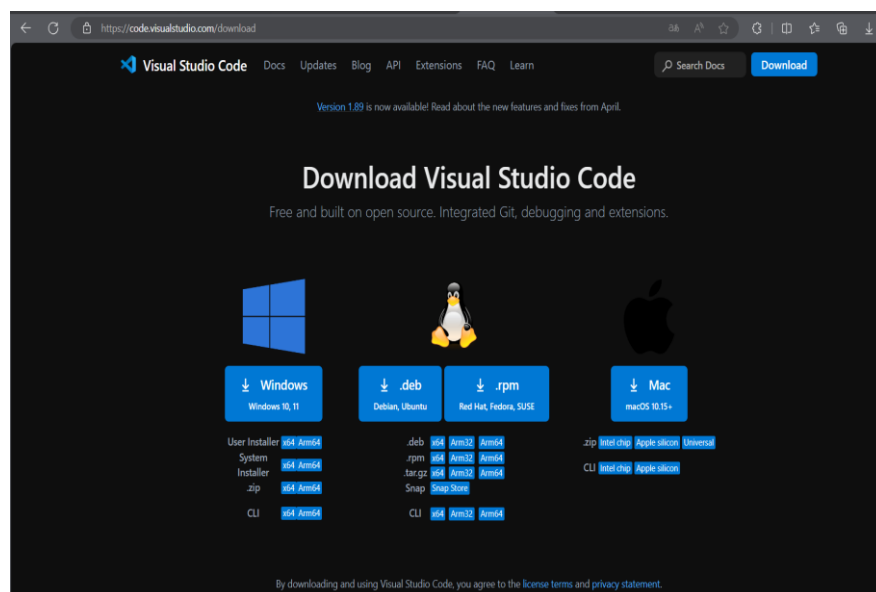 https://code.visualstudio.com/download
Visual Studio Code Docs Updates Blog API Extensions FAQ Learn Search Docs Download
Version 1.89 is now available! Read about the new features and fixes from April.
Download Visual Studio Code
Free and built on open source. Integrated Git, debugging and extensions.
Windows
Windows 10, 11
.deb
Debian, Ubuntu
.rpm
Red Hat, Fedora, SUSE
Mac
macOS 10.15+
User Installer x64 Arm64
System
Installer x64 Arm64
.zip x64 Arm64
CLI x64 Arm64
.deb x64 Arm32 Arm64
.rpm x64 Arm32 Arm64
.tar.gz x64 Arm32 Arm64
Snap Snap Store
CLI x64 Arm32 Arm64
.zip Intel chip Apple silicon Universal
CLI Intel chip Apple silicon
By downloading and using Visual Studio Code, you agree to the license terms and privacy statement.